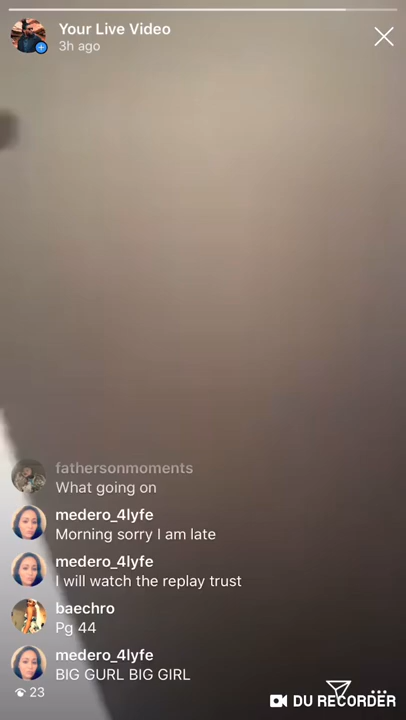 Your Live Video
3h ago
fathersonmoments
What going on
medero_4lyfe
Morning sorry I am late
medero_4lyfe
I will watch the replay trust
baechro
Pg 44
medero_4lyfe
BIG GURL BIG GIRL
23
DU RECORDER